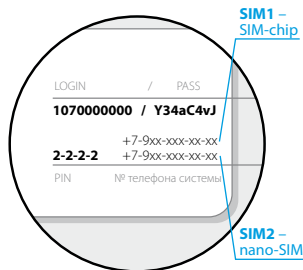 SIM1 –
SIM-chip
LOGIN / PASS
1070000000 / Y34aC4vJ
+7-9xx-xxx-xx-xx
2-2-2-2 +7-9xx-xxx-xx-xx
PIN № телефона системы
SIM2 –
nano-SIM